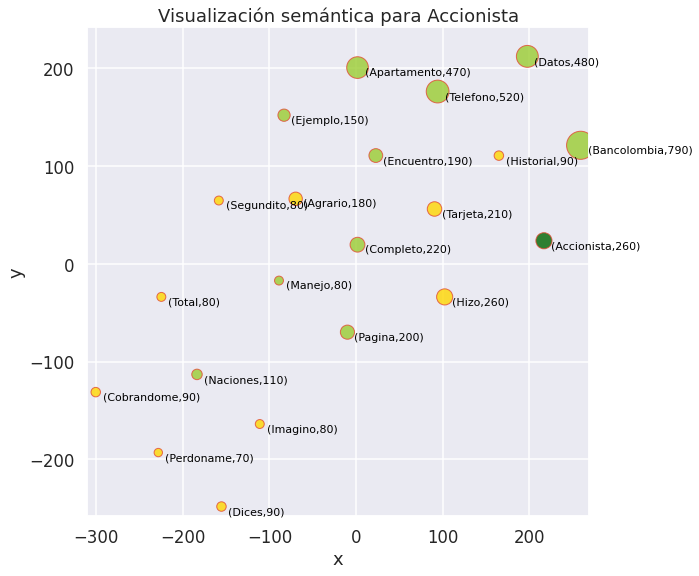 Visualización semántica para Accionista
(Datos,480)
(Apartamento,470)
(Telefono,520)
(Ejemplo,150)
(Bancolombia,790)
(Encuentro,190)
(Historial,90)
(Segundito,80)
(Agrario,180)
(Tarjeta,210)
(Accionista,260)
(Completo,220)
(Manejo,80)
(Total,80)
(Hizo,260)
(Pagina,200)
(Naciones,110)
(Cobrandome,90)
(Imagino,80)
(Perdoname,70)
(Dices,90)
200
100
0
−100
−200
y
−300 −200 −100 0 100 200
x